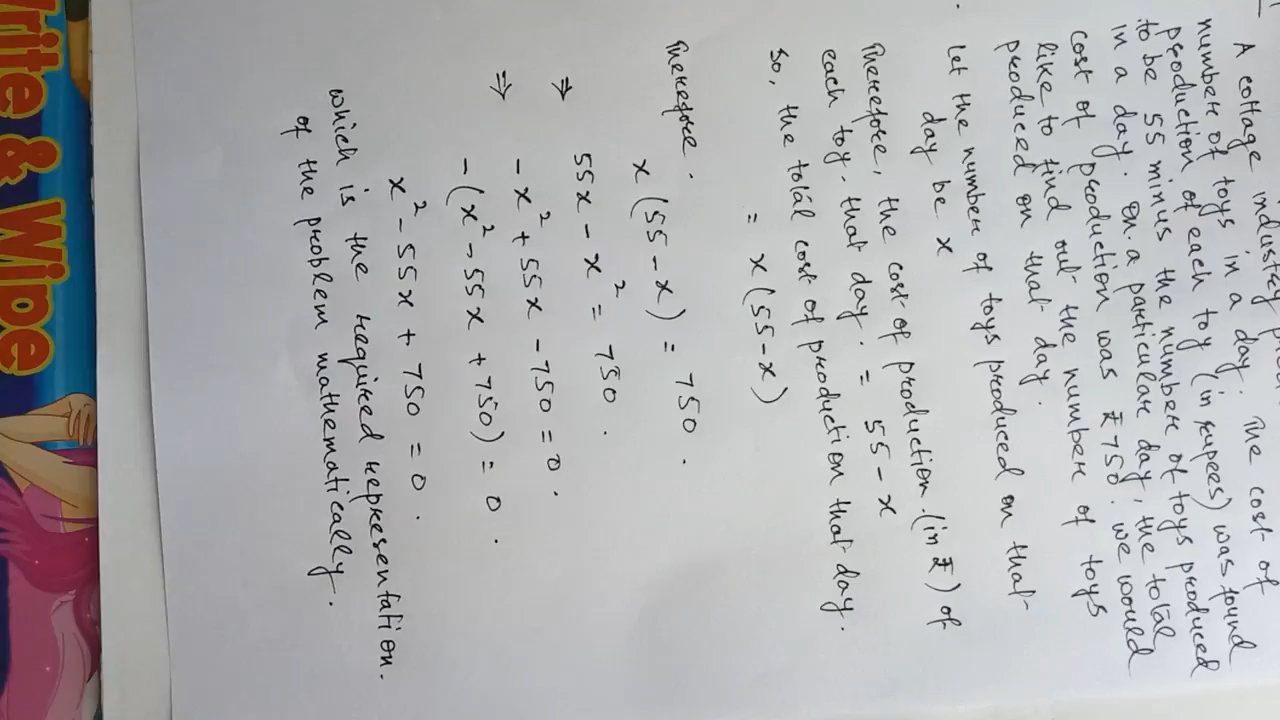 A cottage industry
number of toys in a day. The cost of
production of each toy (in rupees) was found
to be 55 minus the number of toys produced
in a day. On a particular day, the total
cost of production was ₹750. we would
like to find out the number of toys
produced on that day.
Let the number of toys produced on that
day be x
Therefore, the cost of production (in ₹) of
each toy that day. = 55 - x
so, the total cost of production that day.
= x(55-x)
Therefore.
x(55-x) = 750.
⇒ 55x - x² = 750.
⇒ -x² + 55x - 750 = 0.
-(x² - 55x + 750) = 0.
x² - 55x + 750 = 0.
which is the required representation.
of the problem mathematically.
Write & Wipe